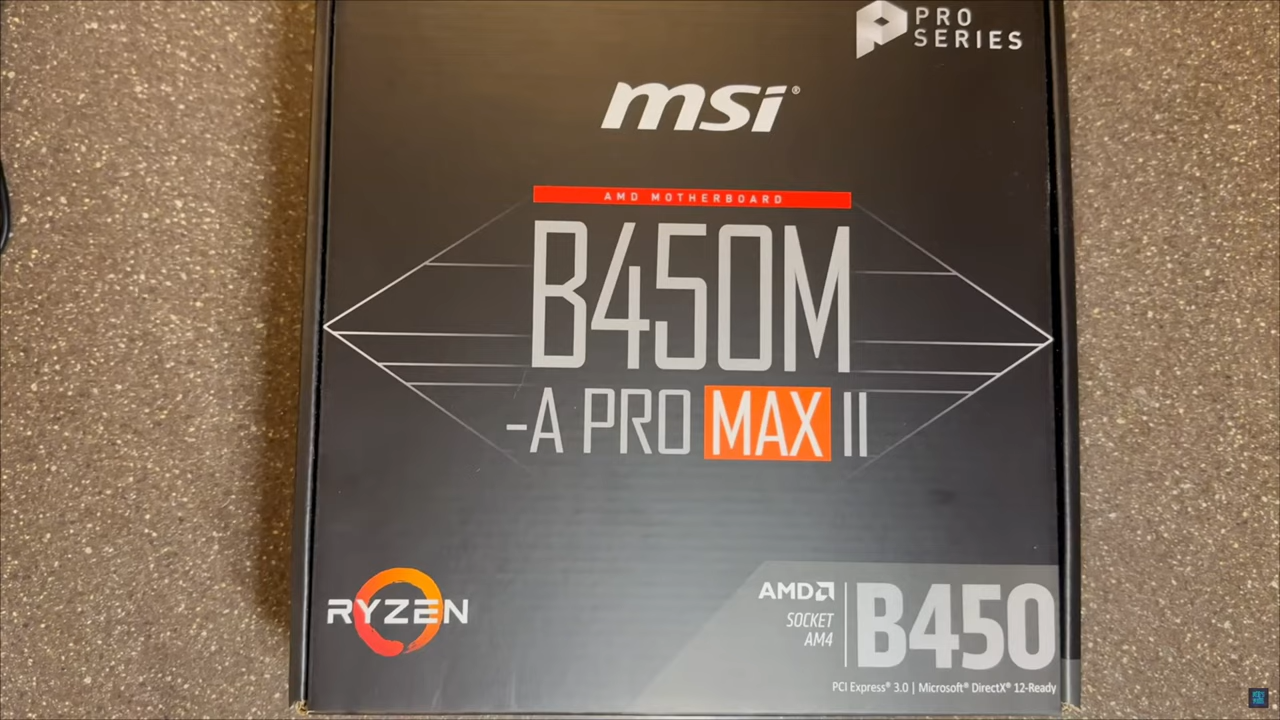 PRO
SERIES
msi®
AMD MOTHERBOARD
B450M
-A PRO MAX II
RYZEN
AMD
SOCKET
AM4
B450
PCI Express® 3.0 | Microsoft® DirectX® 12-Ready